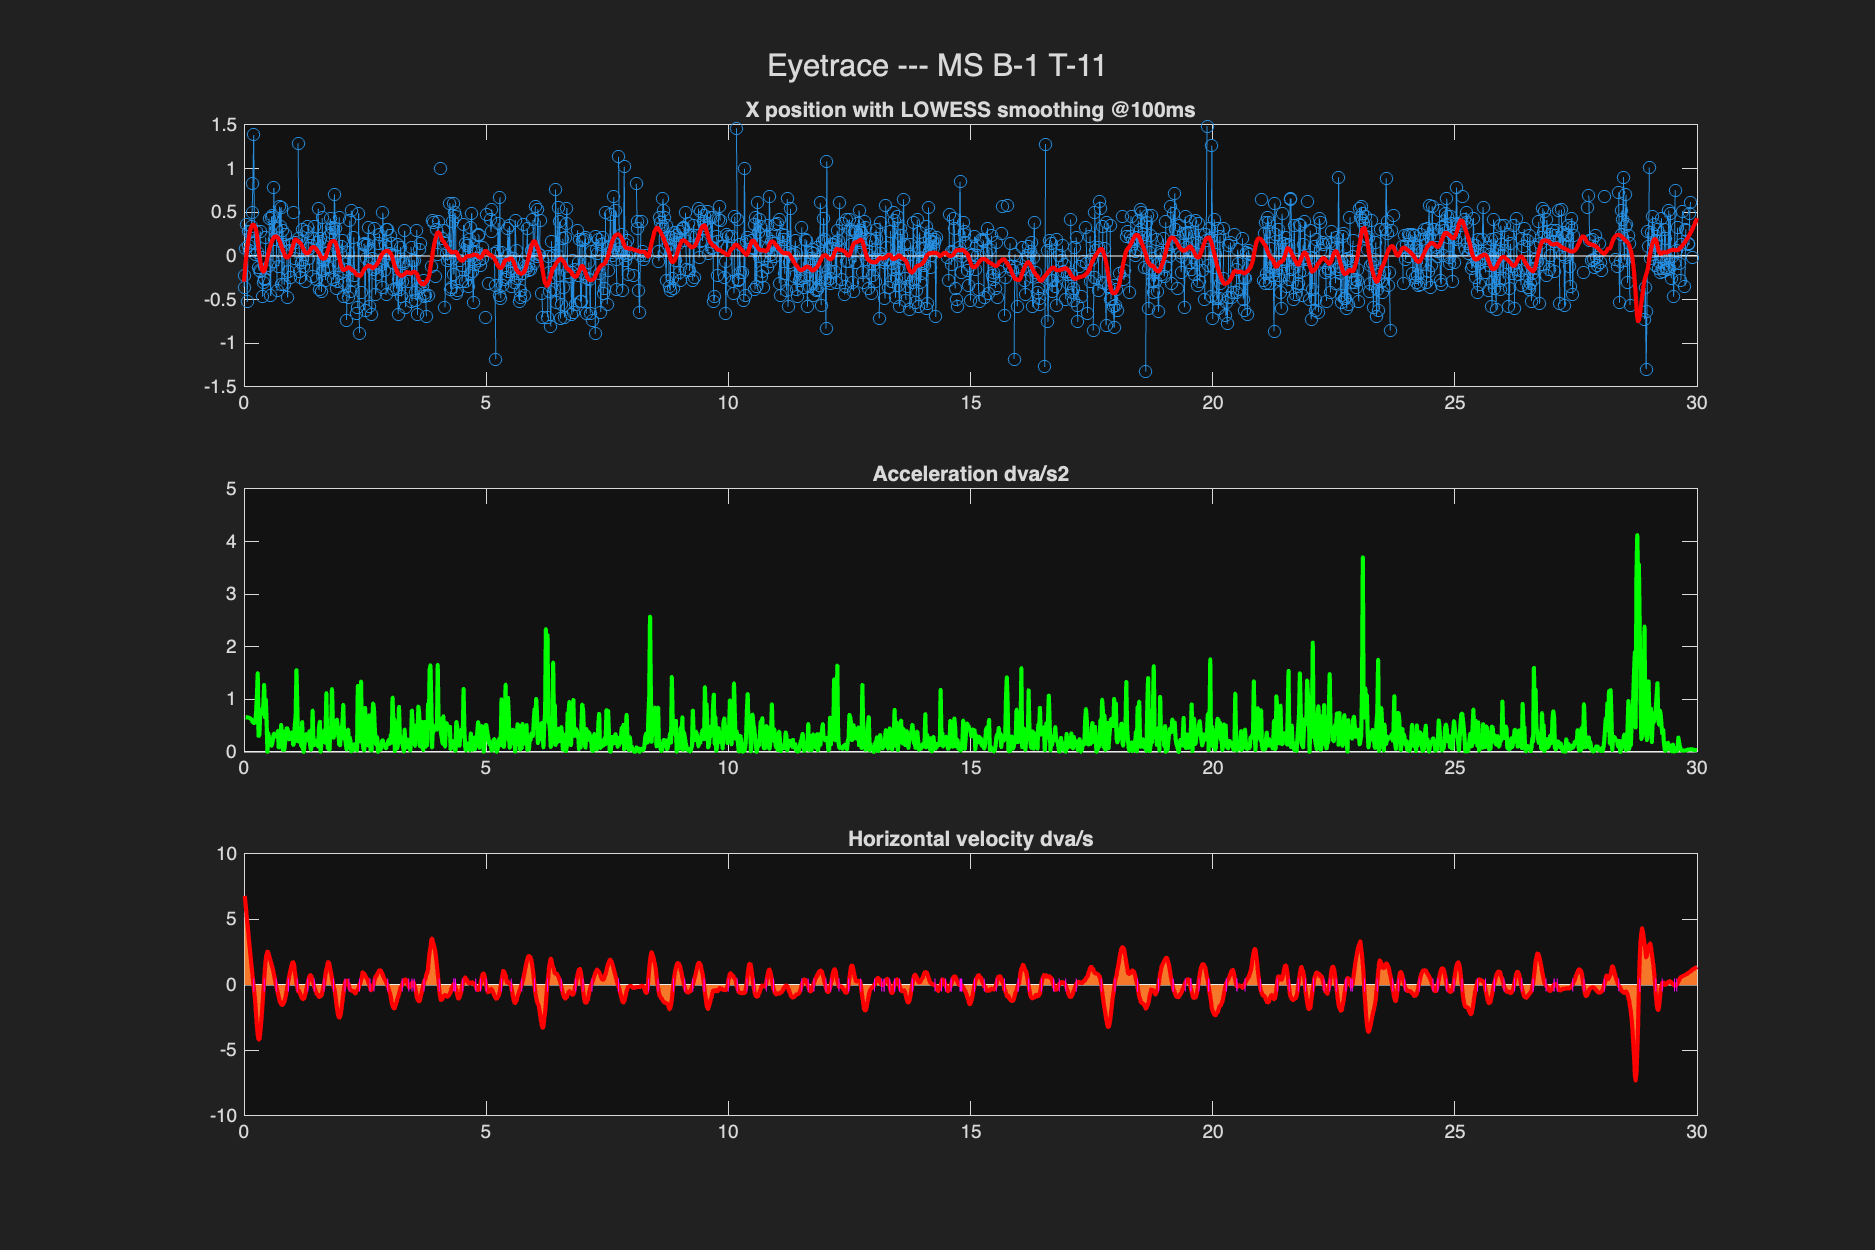 Eyetrace --- MS B-1 T-11
X position with LOWESS smoothing @100ms
1.5
1
0.5
0
-0.5
-1
-1.5
0 5 10 15 20 25 30
Acceleration dva/s2
5
4
3
2
1
0
0 5 10 15 20 25 30
Horizontal velocity dva/s
10
5
0
-5
-10
0 5 10 15 20 25 30